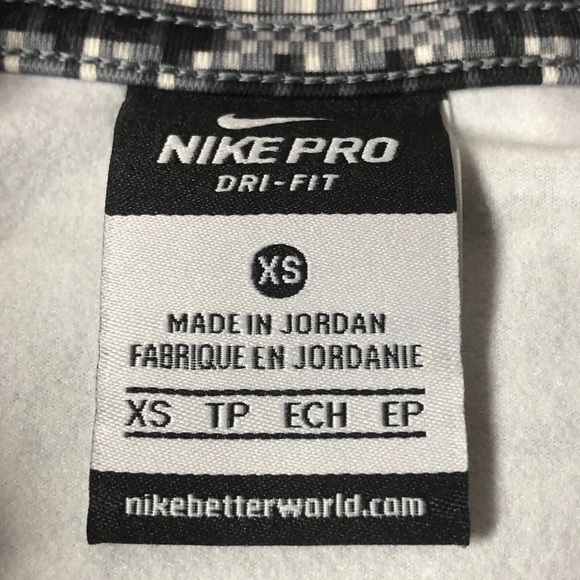 NIKE PRO
DRI-FIT
XS
MADE IN JORDAN
FABRIQUE EN JORDANIE
XS TP ECH EP
nikebetterworld.com